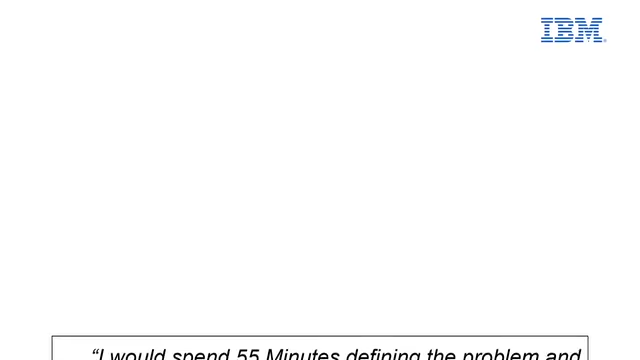 IBM
“I would spend 55 Minutes defining the problem and